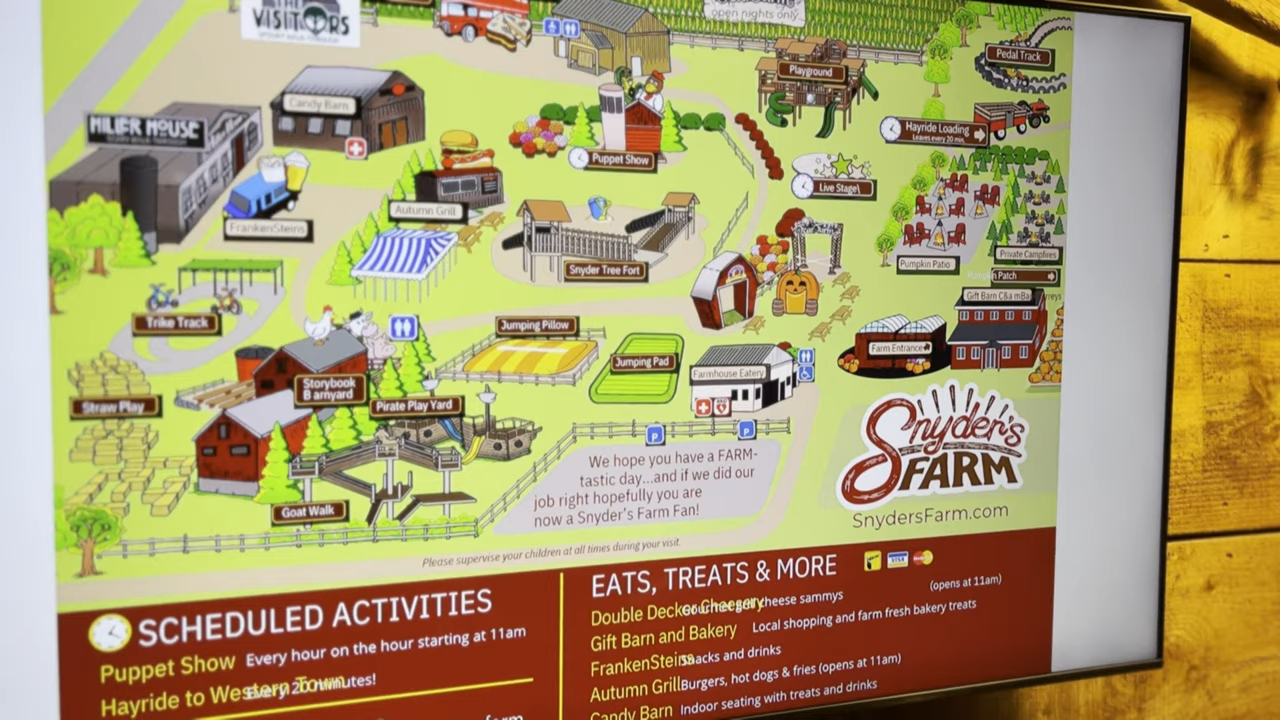 THE
VISITORS
open nights only
Pedal Track
Playground
Candy Barn
Hayride Loading
Leaves every 20 min.
MILLER HOUSE
Puppet Show
Live Stage!
Autumn Grill
FrankenSteins
Snyder Tree Fort
Pumpkin Patio
Private Campfires
Patch
Gift Barn
Trike Track
Jumping Pillow
Jumping Pad
Farm Entrance
Storybook
Barnyard
Farmhouse Eatery
Straw Play
Pirate Play Yard
P
P
Snyder's
FARM
SnydersFarm.com
Goat Walk
We hope you have a FARM-
tastic day...and if we did our
job right hopefully you are
now a Snyder's Farm Fan!
Please supervise your children at all times during your visit.
SCHEDULED ACTIVITIES
Puppet Show Every hour on the hour starting at 11am
Hayride to Western Town Every 20 minutes!
EATS, TREATS & MORE
VISA
Double Decker Cheesery cheese sammys (opens at 11am)
Gift Barn and Bakery Local shopping and farm fresh bakery treats
FrankenSteins Snacks and drinks
Autumn Grill Burgers, hot dogs & fries (opens at 11am)
Candy Barn Indoor seating with treats and drinks